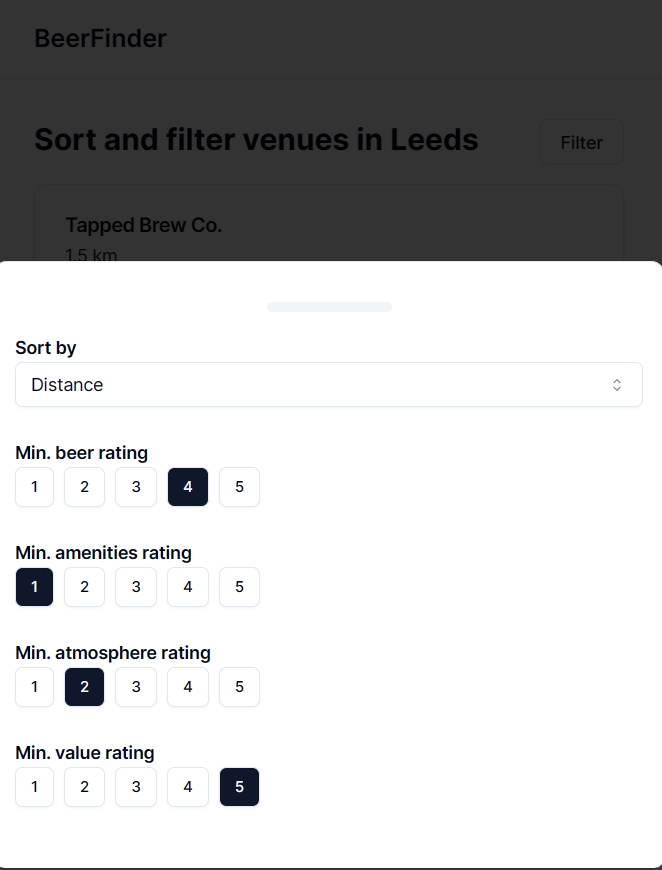 BeerFinder
Sort and filter venues in Leeds
Filter
Tapped Brew Co.
1.5 km
Sort by
Distance
Min. beer rating
1 2 3 4 5
Min. amenities rating
1 2 3 4 5
Min. atmosphere rating
1 2 3 4 5
Min. value rating
1 2 3 4 5